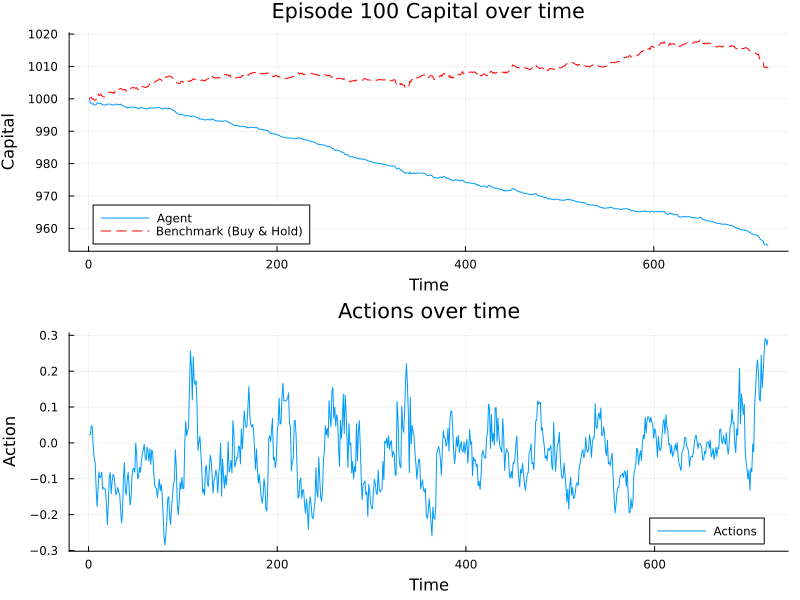 Episode 100 Capital over time
1020
1010
1000
990
980
970
960
Capital
Agent
Benchmark (Buy & Hold)
0
200
400
600
Time
Actions over time
0.3
0.2
0.1
0.0
−0.1
−0.2
−0.3
Action
Actions
0
200
400
600
Time